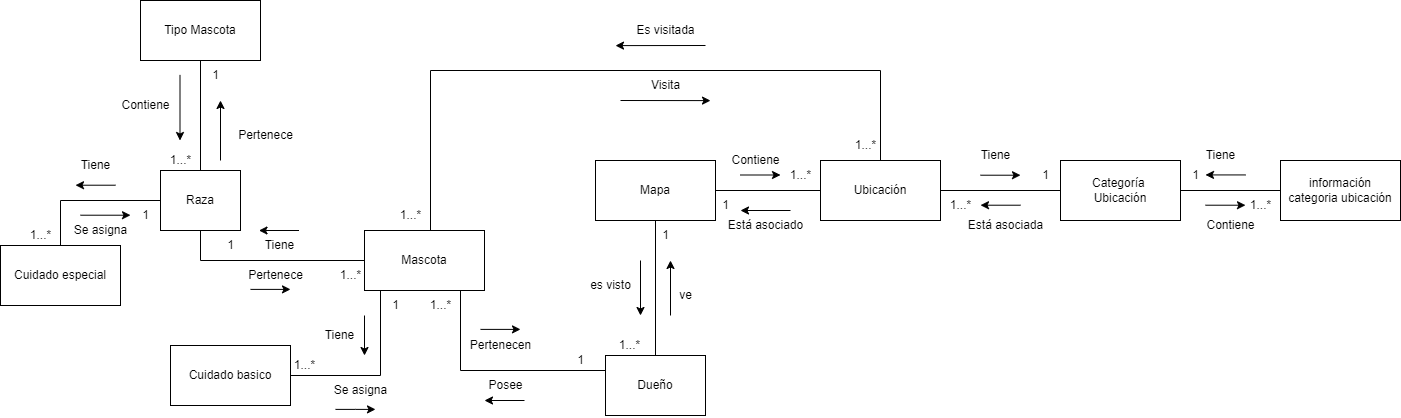 Tipo Mascota
Es visitada
1
Contiene
Visita
Pertenece
1...*
1...*
Tiene
Contiene
Tiene
Tiene
Raza
1
Se asigna
1...*
Mapa
1...*
Ubicación
1
Categoría
Ubicación
1
información
categoria ubicación
1
Está asociado
1...*
Está asociada
1...*
Contiene
1...*
1
Tiene
1
Cuidado especial
Pertenece
1...*
Mascota
es visto
ve
1
1...*
Tiene
Pertenecen
1...*
Cuidado basico
1...*
1
Dueño
Se asigna
Posee